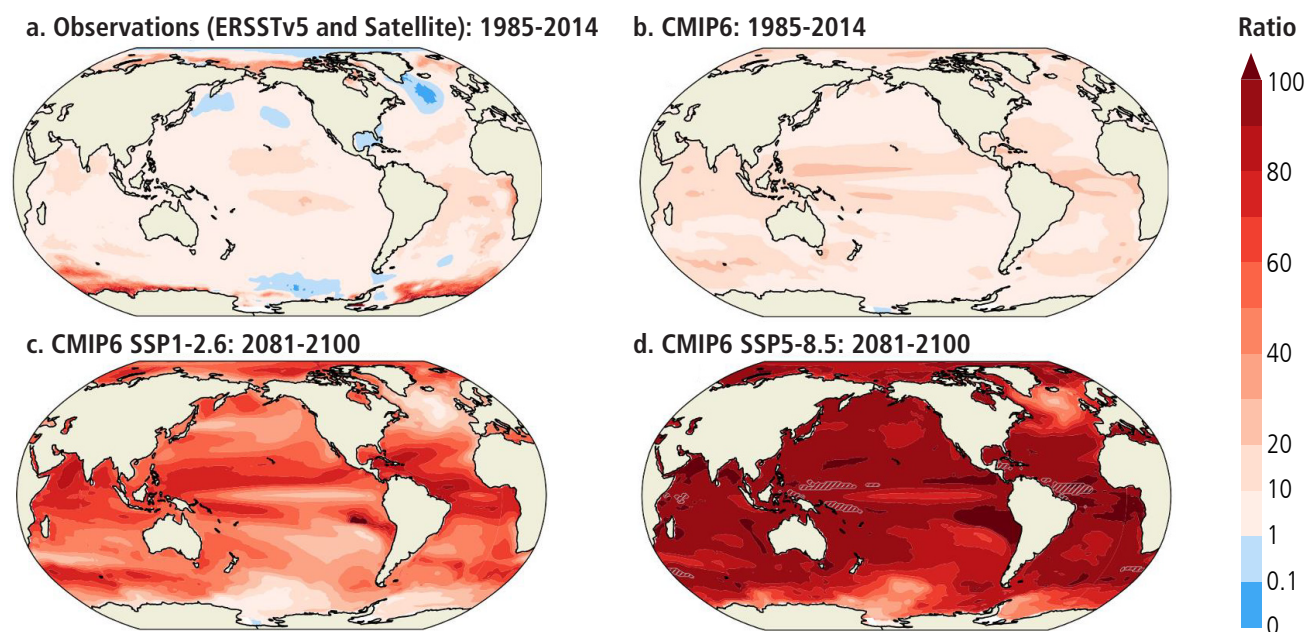 a. Observations (ERSSTv5 and Satellite): 1985-2014
b. CMIP6: 1985-2014
Ratio
100
80
60
40
20
10
1
0.1
0
c. CMIP6 SSP1-2.6: 2081-2100
d. CMIP6 SSP5-8.5: 2081-2100